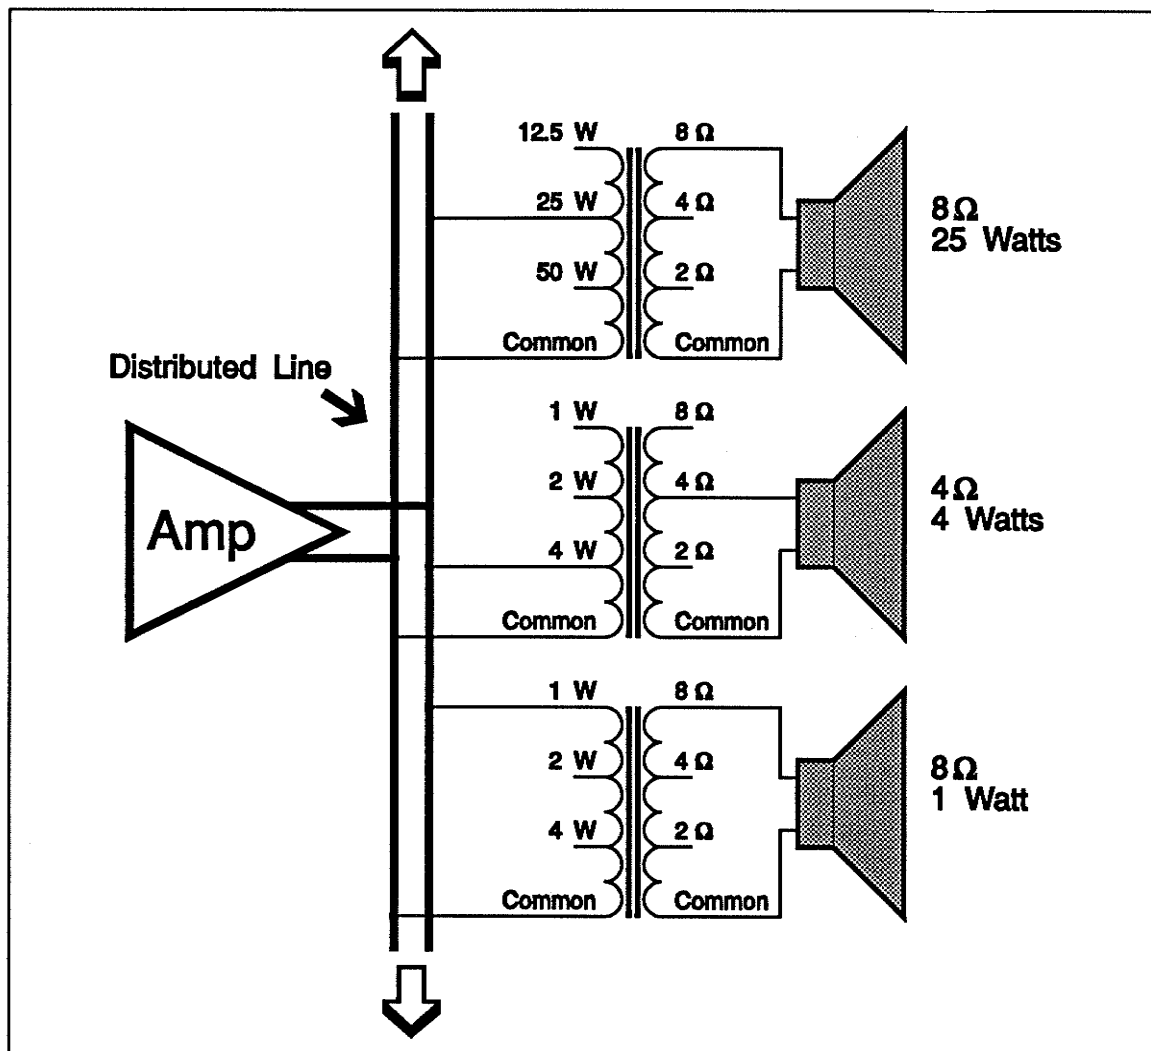 12.5 W
8 Ω
25 W
4 Ω
50 W
2 Ω
Common
Common
8 Ω
25 Watts
Distributed Line
Amp
1 W
8 Ω
2 W
4 Ω
4 W
2 Ω
Common
Common
4 Ω
4 Watts
1 W
8 Ω
2 W
4 Ω
4 W
2 Ω
Common
Common
8 Ω
1 Watt